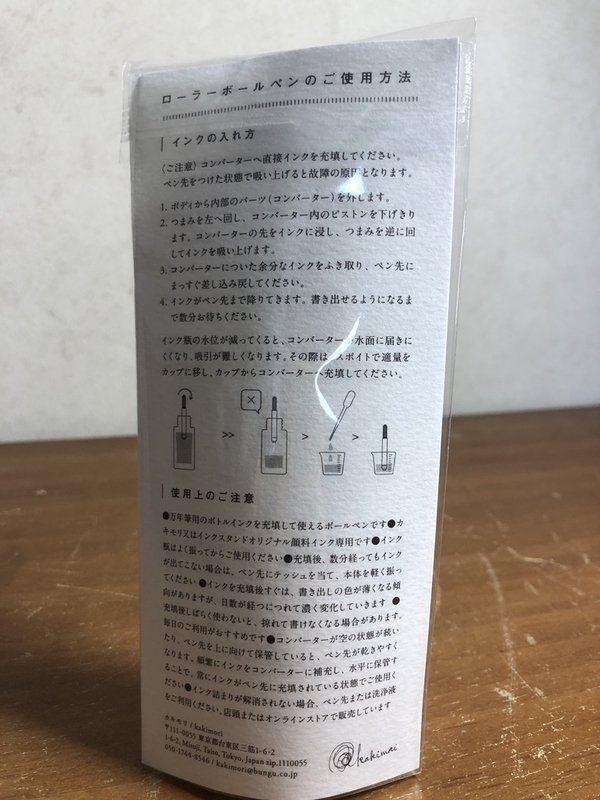 ローラーボールペンのご使用方法
インクの入れ方
〈ご注意〉コンバーターへ直接インクを充填してください。
ペン先をつけた状態で吸い上げると故障の原因となります。
1. ボディから内部のパーツ(コンバーター)を外します。
2. つまみを左へ回し、コンバーター内のピストンを下げきり
ます。コンバーターの先をインクに浸し、つまみを逆に回
してインクを吸い上げます。
3. コンバーターについた余分なインクをふき取り、ペン先に
まっすぐ差し込み戻してください。
4. インクがペン先まで降りてきます。書き出せるようになるま
で数分お待ちください。
インク瓶の水位が減ってくると、コンバーター 水面に届きに
くくなり、吸引が難しくなります。その際は スポイトで適量を
カップに移し、カップからコンバーターへ充填してください。
>> > >
使用上のご注意
●万年筆用のボトルインクを充填して使えるボールペンです●カ
キモリ又はインクスタンドオリジナル顔料インク専用です●インク
瓶はよく振ってからご使用ください●充填後、数分経ってもインク
が出てこない場合は、ペン先にティッシュを当て、本体を軽く振っ
てください ●インクを充填後すぐは、書き出しの色が薄くなる傾
向がありますが、日数が経つにつれて濃く変化していきます ●
充填後しばらく使わないと、掠れて書けなくなる場合があります。
毎日のご利用がおすすめです●コンバーターが空の状態が続い
たり、ペン先を上に向けて保管していると、ペン先が乾きやすく
なります。頻繁にインクをコンバーターに補充し、水平に保管す
ることで、常にインクがペン先に充填されている状態でご使用く
ださい●インク詰まりが解消されない場合、ペン先または洗浄液
をご利用ください。店頭またはオンラインストアで販売しています
カキモリ / kakimori
〒111-0055 東京都台東区三筋1-6-2
1-6-2, Misuji, Taito, Tokyo, Japan zip.1110055
050-1744-8546 / kakimori@bungu.co.jp
kakimori